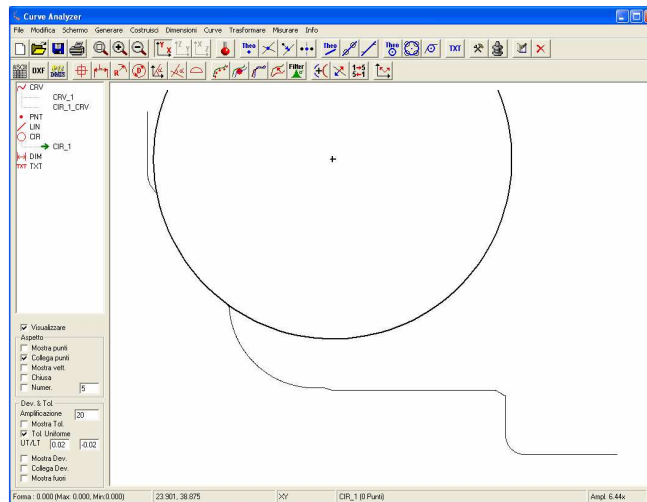 Curve Analyzer
File Modifica Schermo Generare Costruisci Dimensioni Curve Trasformare Misurare Info
Theo Theo TXT
ASCII DXF Filter
CRV
CRV_1
CIR_1_CRV
PNT
LIN
CIR
CIR_1
DIM
TXT TXT
Visualizzare
Aspetto
Mostra punti
Collega punti
Mostra vett.
Chiusa
Numer. 5
Dev. & Tol.
Amplificazione 20
Mostra Tol.
Tol. Uniforme
UT/LT 0.02 -0.02
Mostra Dev.
Collega Dev.
Mostra fuori
Forma : 0.000 (Max: 0.000, Min:0.000) 23.901, 38.875 XY CIR_1 (0 Punti) Ampl. 6.44x